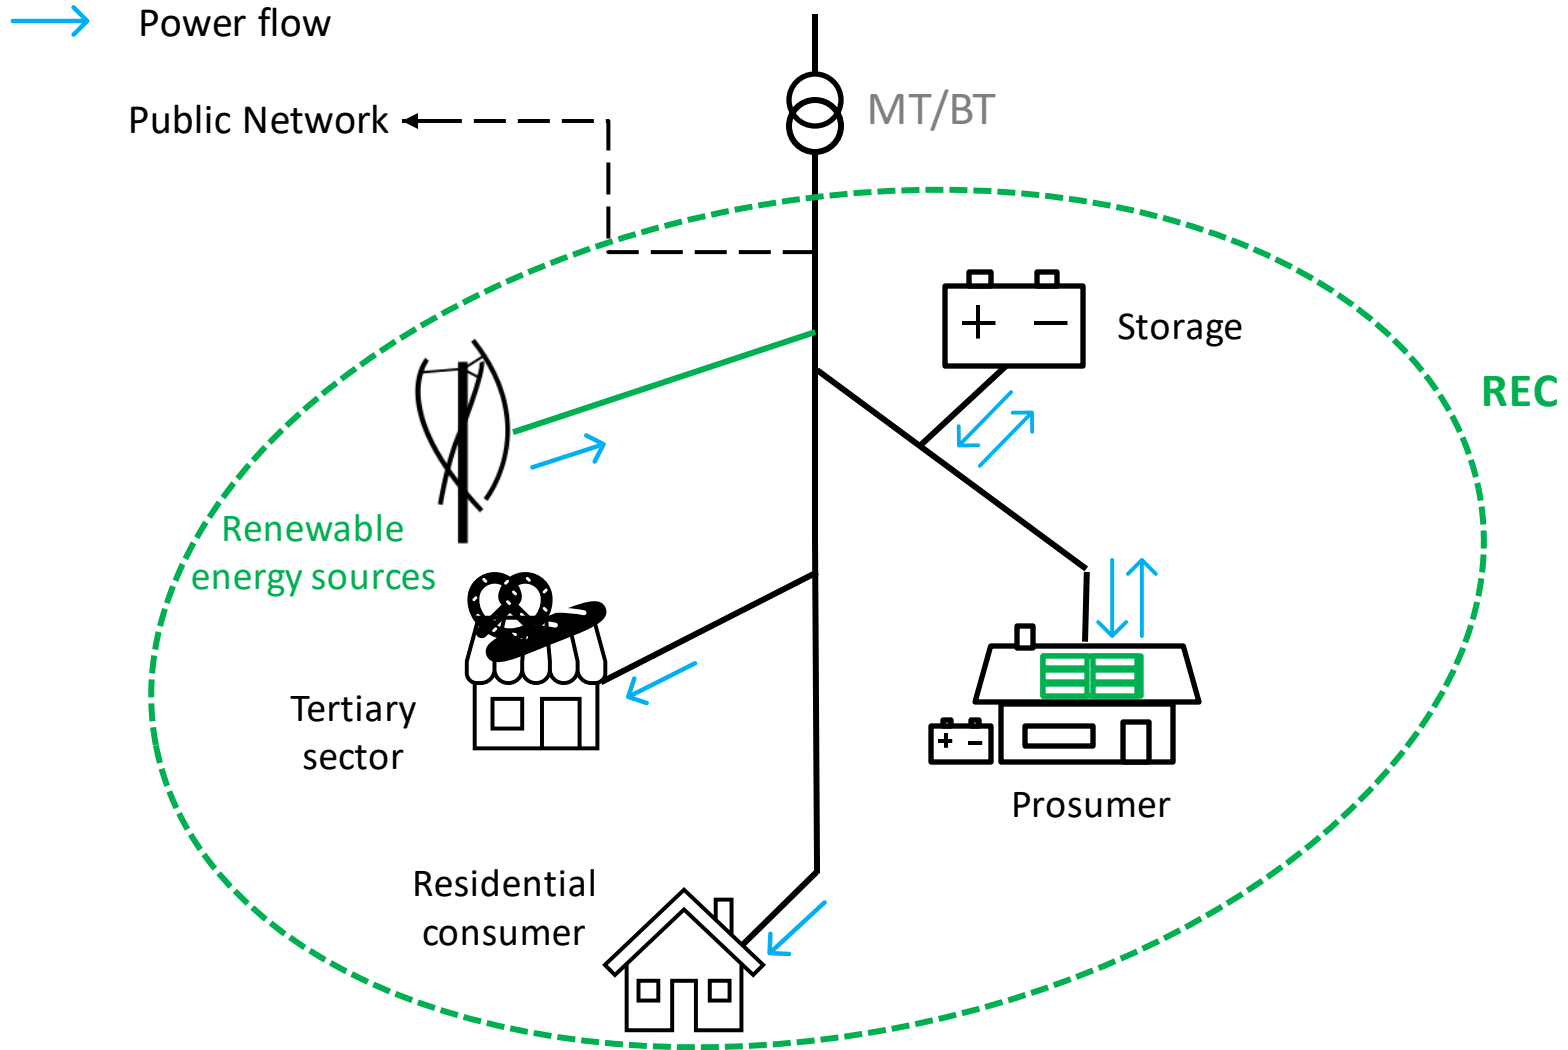 Power flow
Public Network
MT/BT
Storage
REC
Renewable
energy sources
Tertiary
sector
Prosumer
Residential
consumer